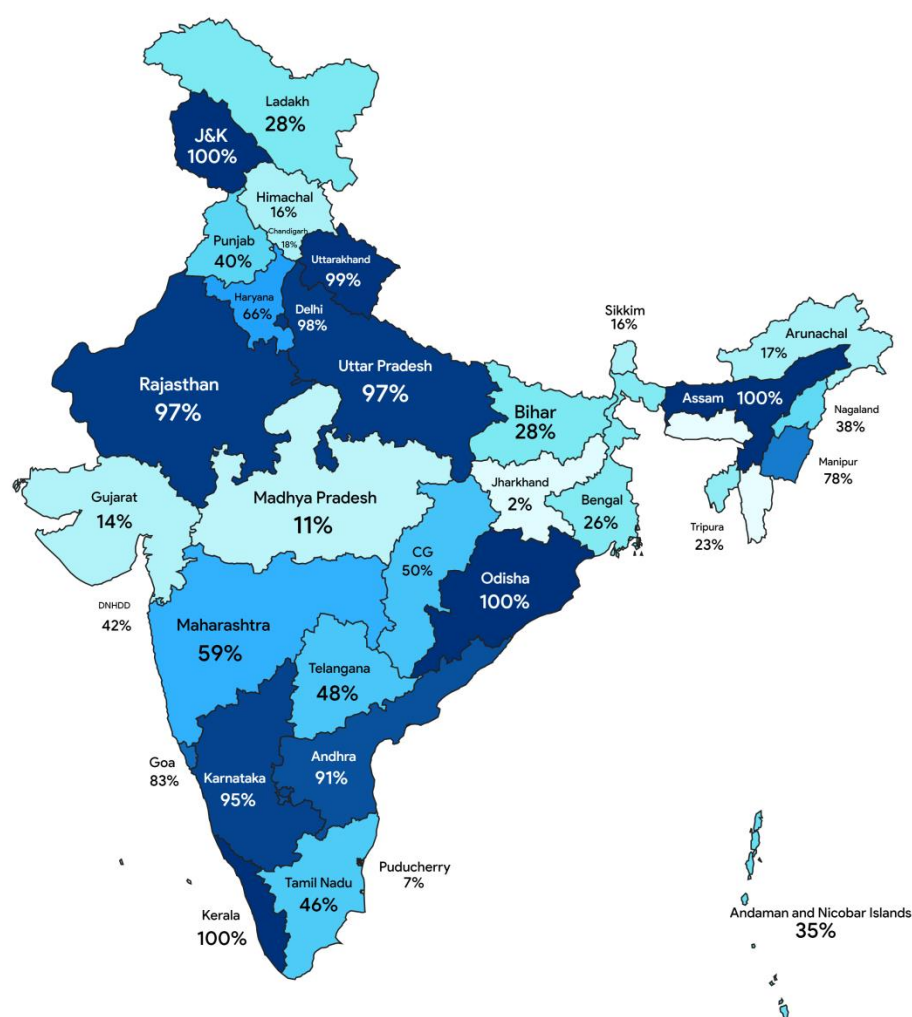 Ladakh
28%
J&K
100%
Himachal
16%
Chandigarh
18%
Punjab
40%
Uttarakhand
99%
Haryana
66%
Delhi
98%
Sikkim
16%
Arunachal
17%
Rajasthan
97%
Uttar Pradesh
97%
Assam 100%
Bihar
28%
Nagaland
38%
Manipur
78%
Jharkhand
2%
Gujarat
14%
Madhya Pradesh
11%
Bengal
26%
Tripura
23%
CG
50%
Odisha
100%
DNHDD
42%
Maharashtra
59%
Telangana
48%
Goa
83%
Karnataka
95%
Andhra
91%
Puducherry
7%
Tamil Nadu
46%
Kerala
100%
Andaman and Nicobar Islands
35%